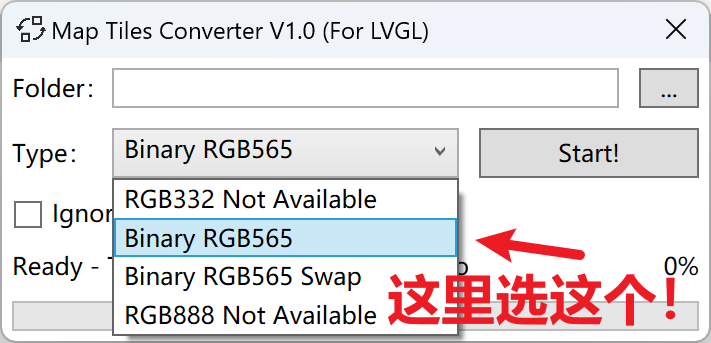 Map Tiles Converter V1.0 (For LVGL)
Folder:
...
Type:
Binary RGB565
Start!
RGB332 Not Available
Binary RGB565
Binary RGB565 Swap
RGB888 Not Available
Ready -
0%
这里选这个!